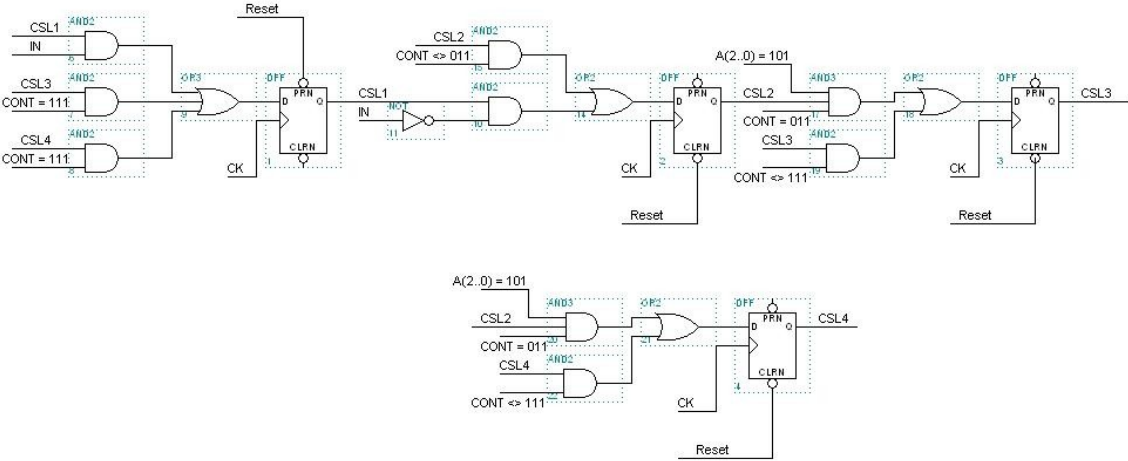 Reset
CSL1
AND2
IN
6
CSL3
AND2
CONT = 111
7
CSL4
AND2
CONT = 111
8
OR3
9
DFF
PRN
D
Q
CLRN
1
CK
CSL1
IN
NOT
11
CSL2
AND2
CONT <> 011
15
AND2
10
OR2
14
DFF
PRN
D
Q
CLRN
2
CK
Reset
A(2..0) = 101
CSL2
AND3
CONT = 011
17
CSL3
AND2
CONT <> 111
19
OR2
18
DFF
PRN
D
Q
CLRN
3
CK
Reset
CSL3
A(2..0) = 101
CSL2
AND3
CONT = 011
20
CSL4
AND2
CONT <> 111
22
OR2
21
DFF
PRN
D
Q
CLRN
4
CK
Reset
CSL4